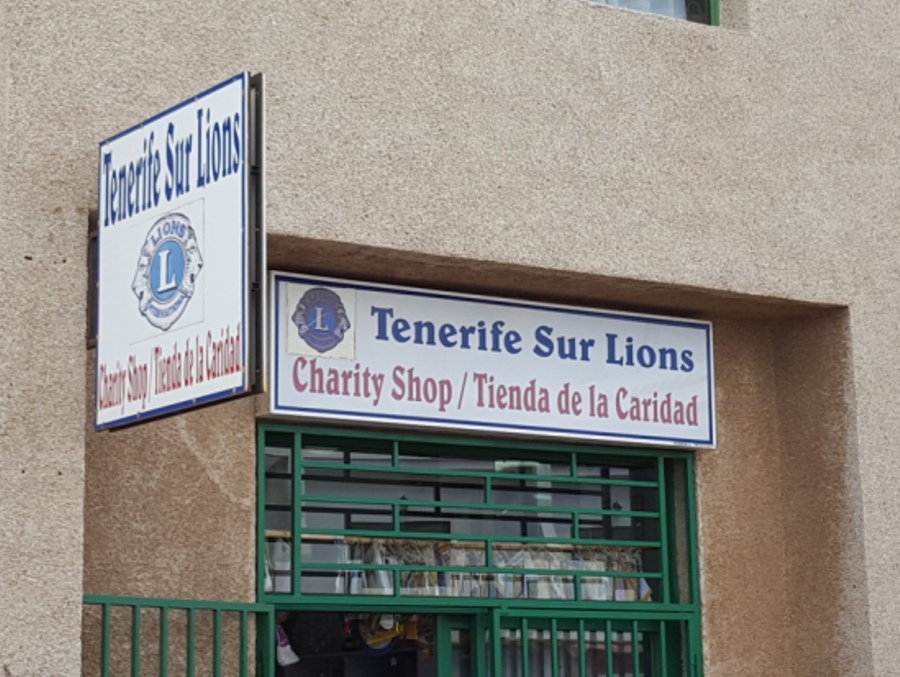 Tenerife Sur Lions
LIONS
L
INTERNATIONAL
Charity Shop / Tienda de la Caridad
L
Tenerife Sur Lions
Charity Shop / Tienda de la Caridad